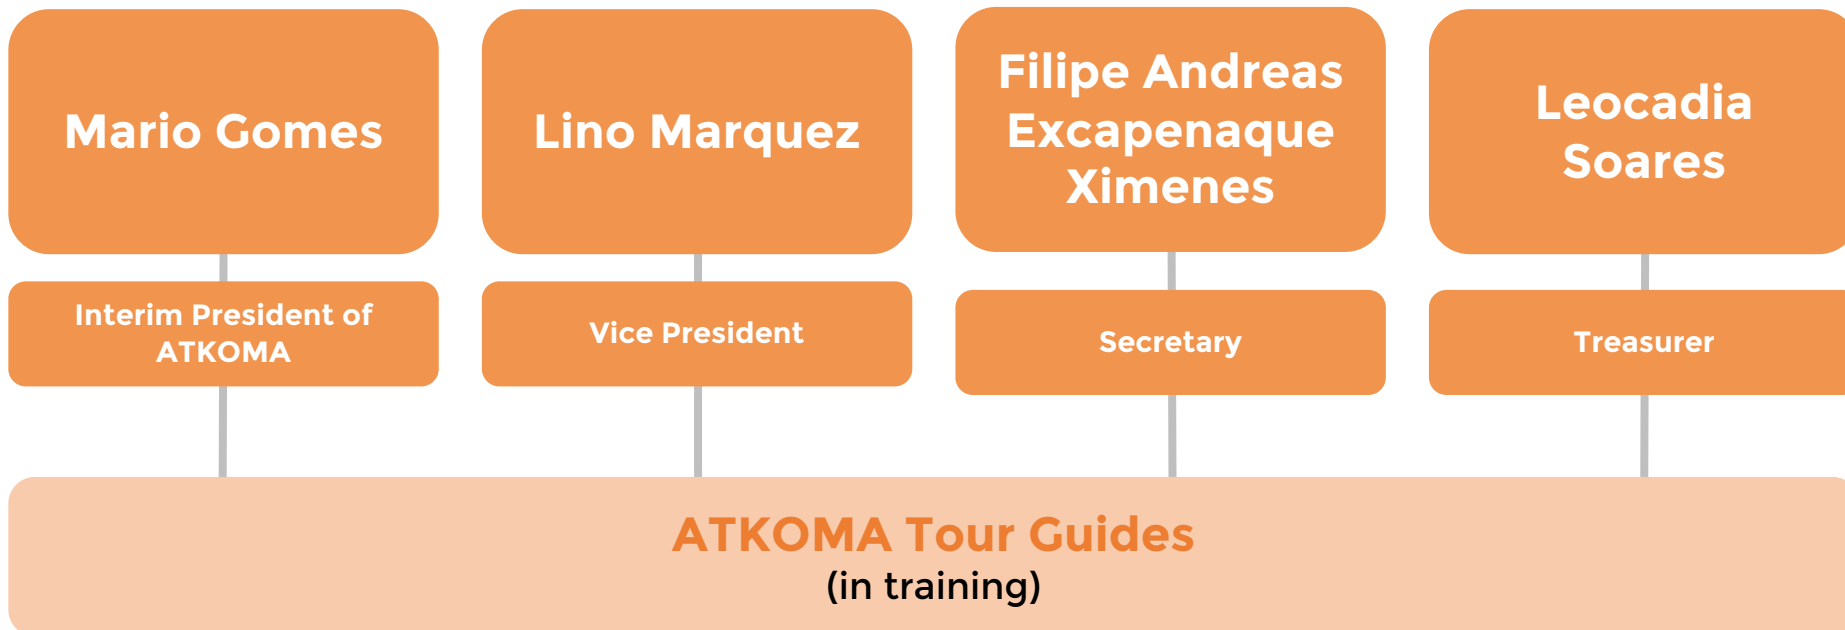 Mario Gomes
Lino Marquez
Filipe Andreas
Excapenaque
Ximenes
Leocadia
Soares
Interim President of
ATKOMA
Vice President
Secretary
Treasurer
ATKOMA Tour Guides
(in training)